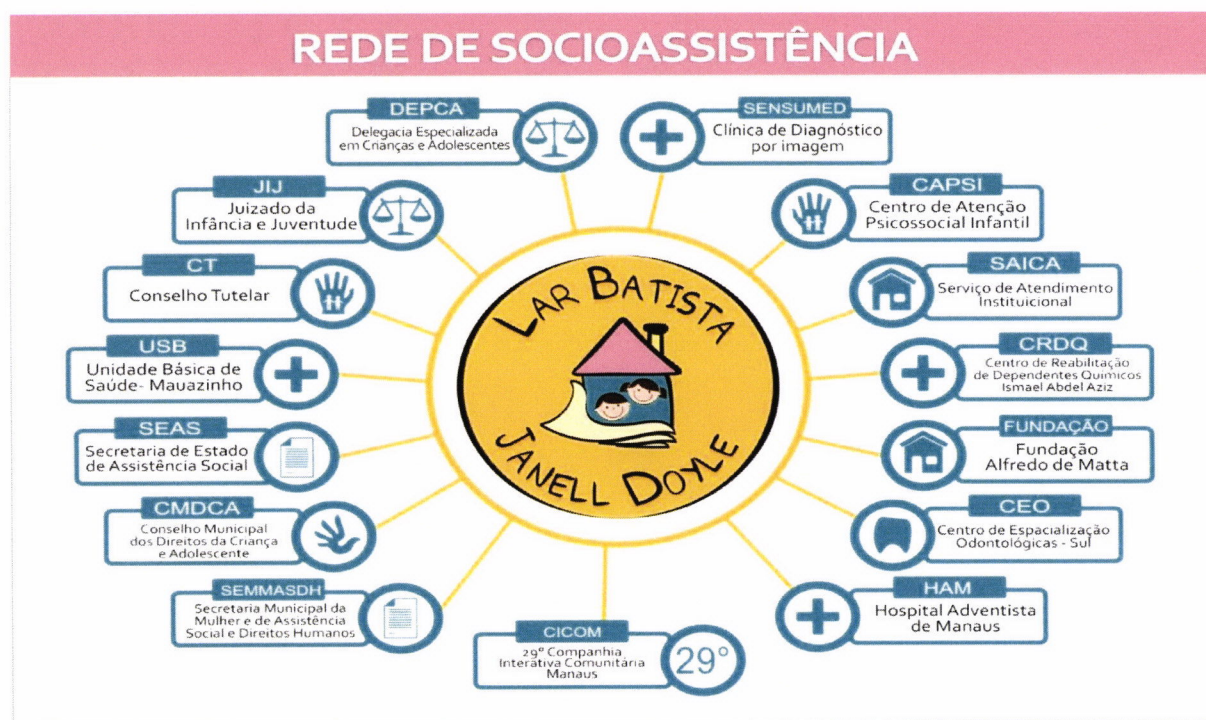 REDE DE SOCIOASSISTÊNCIA
DEPCA
Delegacia Especializada
em Crianças e Adolescentes
SENSUMED
Clínica de Diagnóstico
por imagem
JIJ
Juizado da
Infância e Juventude
CAPSI
Centro de Atenção
Psicossocial Infantil
CT
Conselho Tutelar
SAICA
Serviço de Atendimento
Instituicional
USB
Unidade Básica de
Saúde- Mauazinho
CRDQ
Centro de Reabilitação
de Dependentes Químicos
Ismael Abdel Aziz
SEAS
Secretaria de Estado
de Assistência Social
FUNDAÇÃO
Fundação
Alfredo de Matta
CMDCA
Conselho Municipal
dos Direitos da Criança
e Adolescente
CEO
Centro de Espacialização
Odontológicas - Sul
SEMMASDH
Secretaria Municipal da
Mulher e de Assistência
Social e Direitos Humanos
HAM
Hospital Adventista
de Manaus
CICOM
29º Companhia
Interativa Comunitária
Manaus
29°
LAR BATISTA
JANELL DOYLE